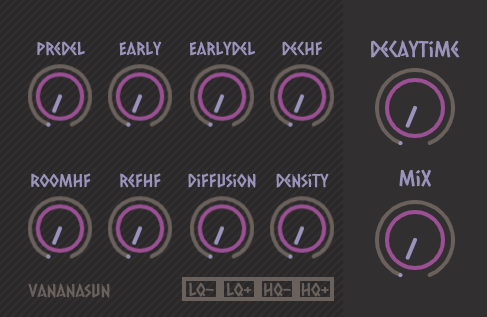 PREDEL EARLY EARLYDEL DECHF DECAYTiME
ROOMHF REFHF DiFFUSiON DENSiTY MiX
VANANASUN LQ- LQ+ HQ- HQ+